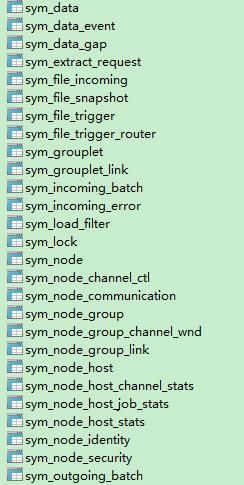 sym_data
sym_data_event
sym_data_gap
sym_extract_request
sym_file_incoming
sym_file_snapshot
sym_file_trigger
sym_file_trigger_router
sym_grouplet
sym_grouplet_link
sym_incoming_batch
sym_incoming_error
sym_load_filter
sym_lock
sym_node
sym_node_channel_ctl
sym_node_communication
sym_node_group
sym_node_group_channel_wnd
sym_node_group_link
sym_node_host
sym_node_host_channel_stats
sym_node_host_job_stats
sym_node_host_stats
sym_node_identity
sym_node_security
sym_outgoing_batch